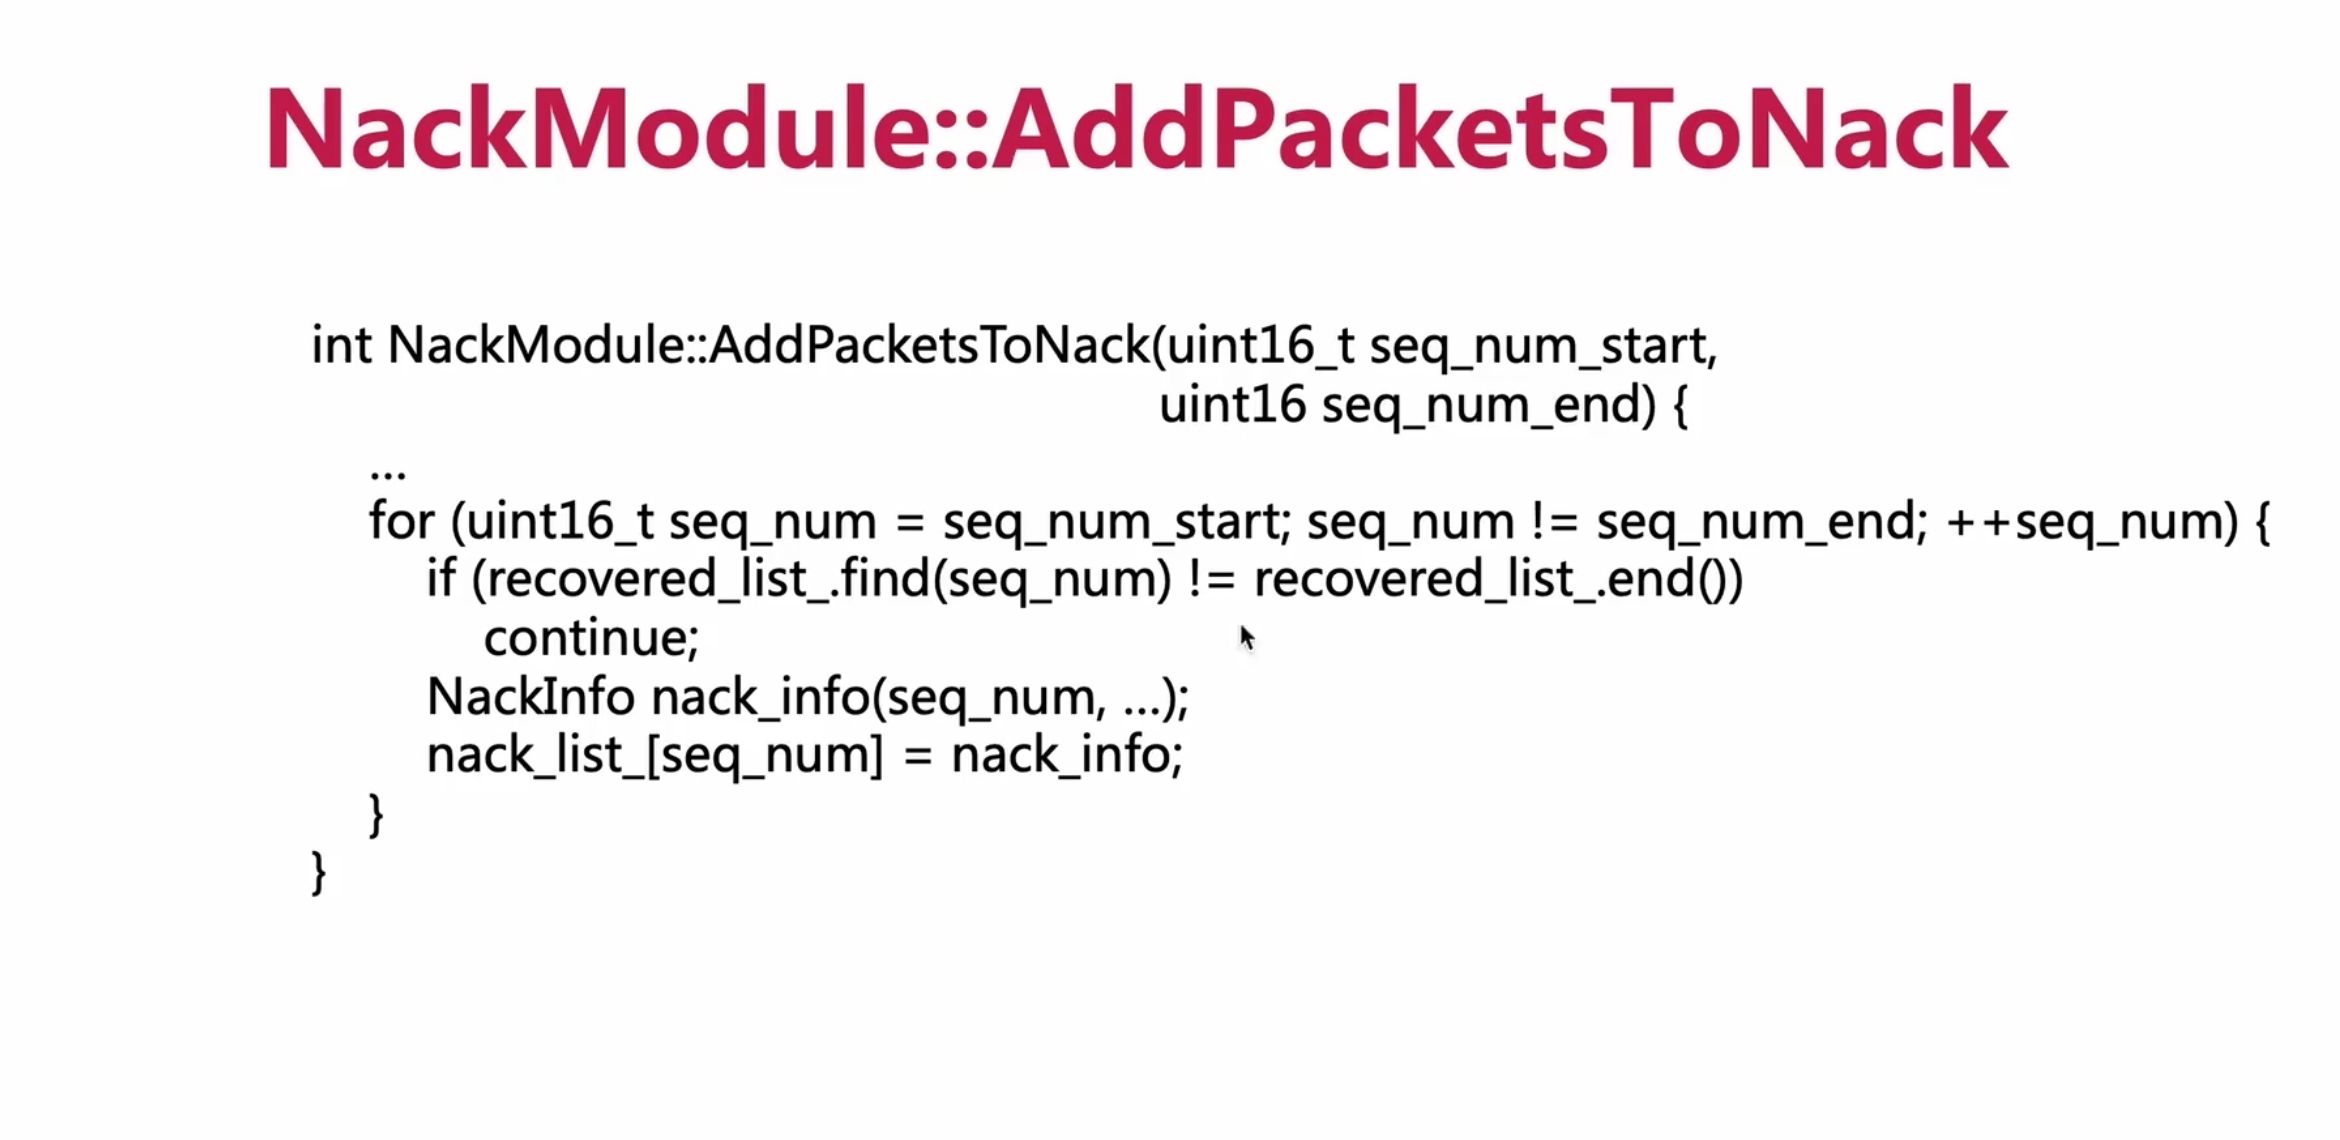 NackModule::AddPacketsToNack
int NackModule::AddPacketsToNack(uint16_t seq_num_start,
uint16 seq_num_end) {
...
for (uint16_t seq_num = seq_num_start; seq_num != seq_num_end; ++seq_num) {
if (recovered_list_.find(seq_num) != recovered_list_.end())
continue;
NackInfo nack_info(seq_num, ...);
nack_list_[seq_num] = nack_info;
}
}